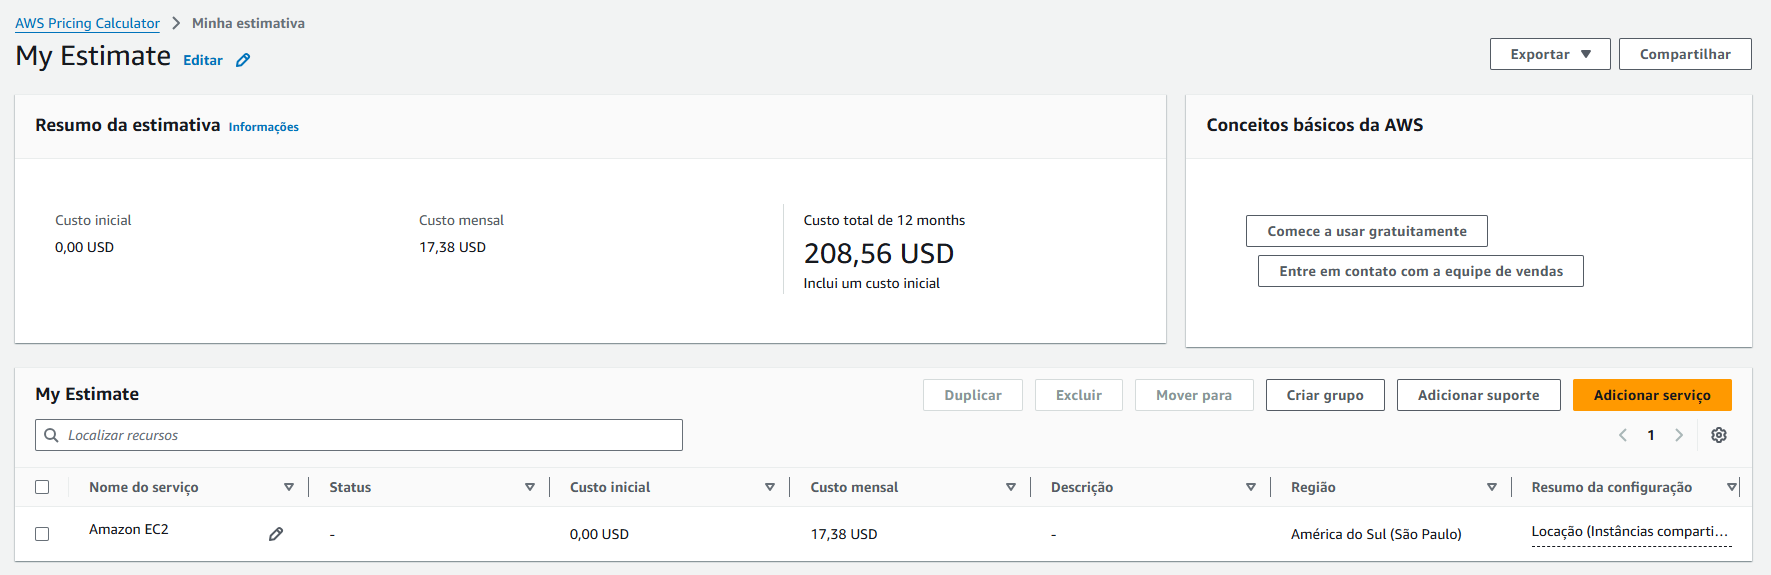 AWS Pricing Calculator > Minha estimativa
My Estimate Editar
Exportar Compartilhar
Resumo da estimativa Informações
Custo inicial
0,00 USD
Custo mensal
17,38 USD
Custo total de 12 months
208,56 USD
Inclui um custo inicial
Conceitos básicos da AWS
Comece a usar gratuitamente
Entre em contato com a equipe de vendas
My Estimate
Duplicar Excluir Mover para Criar grupo Adicionar suporte Adicionar serviço
Localizar recursos
1
Nome do serviço Status Custo inicial Custo mensal Descrição Região Resumo da configuração
Amazon EC2 - 0,00 USD 17,38 USD - América do Sul (São Paulo) Locação (Instâncias comparti...